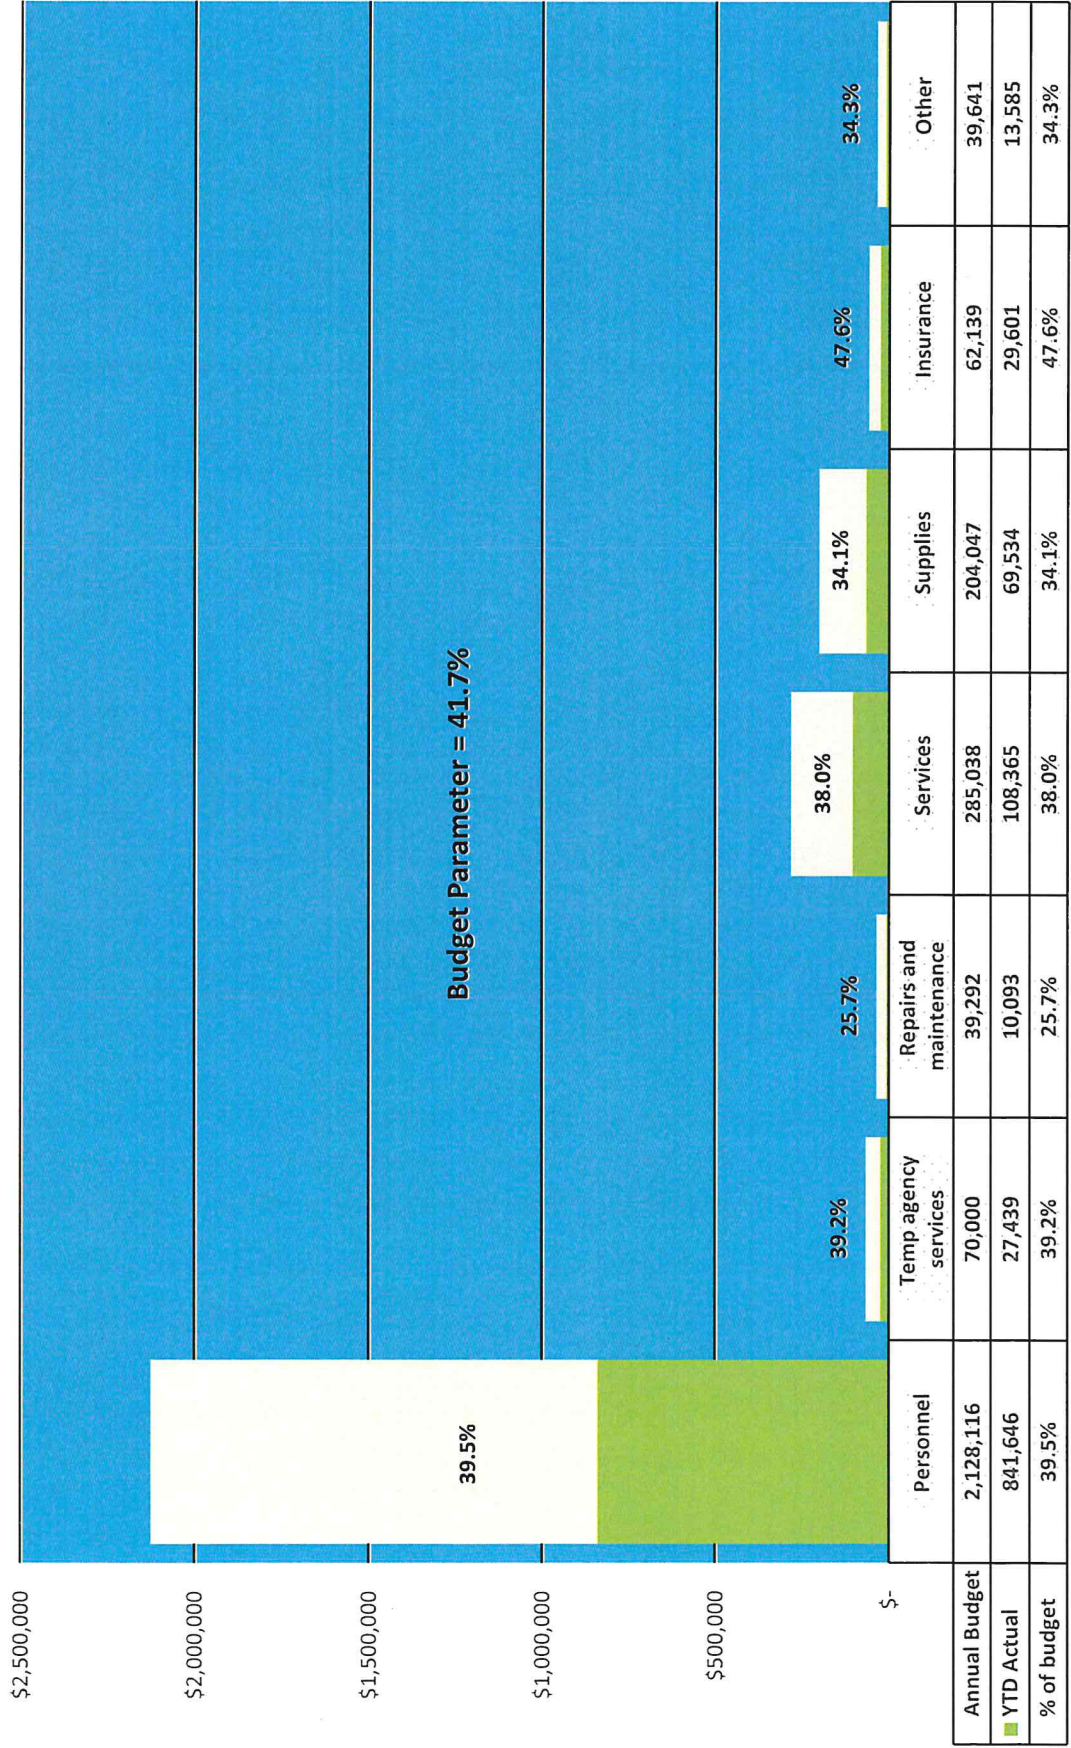 $2,500,000
$2,000,000
$1,500,000
$1,000,000
$500,000
$-
Budget Parameter = 41.7%
39.5%
39.2%
25.7%
38.0%
34.1%
47.6%
34.3%
Personnel
Temp agency
services
Repairs and
maintenance
Services
Supplies
Insurance
Other
Annual Budget 2,128,116 70,000 39,292 285,038 204,047 62,139 39,641
YTD Actual 841,646 27,439 10,093 108,365 69,534 29,601 13,585
% of budget 39.5% 39.2% 25.7% 38.0% 34.1% 47.6% 34.3%